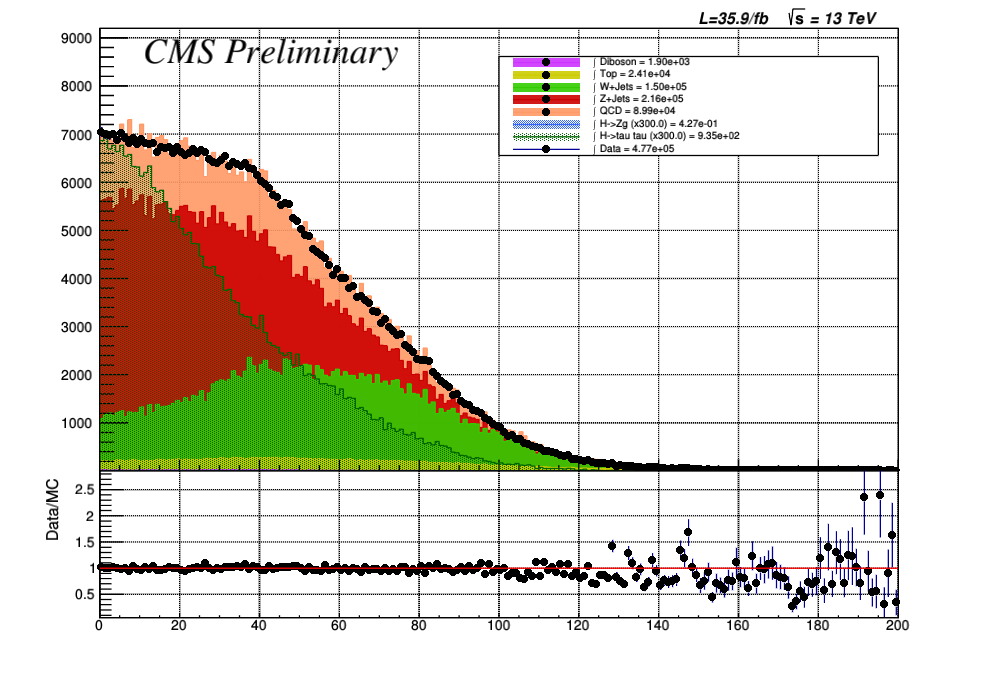 L=35.9/fb √s = 13 TeV
CMS Preliminary
9000
8000
7000
6000
5000
4000
3000
2000
1000
∫ Diboson = 1.90e+03
∫ Top = 2.41e+04
∫ W+Jets = 1.50e+05
∫ Z+Jets = 2.16e+05
∫ QCD = 8.99e+04
∫ H->Zg (x300.0) = 4.27e-01
∫ H->tau tau (x300.0) = 9.35e+02
∫ Data = 4.77e+05
Data/MC
2.5
2
1.5
1
0.5
0 20 40 60 80 100 120 140 160 180 200